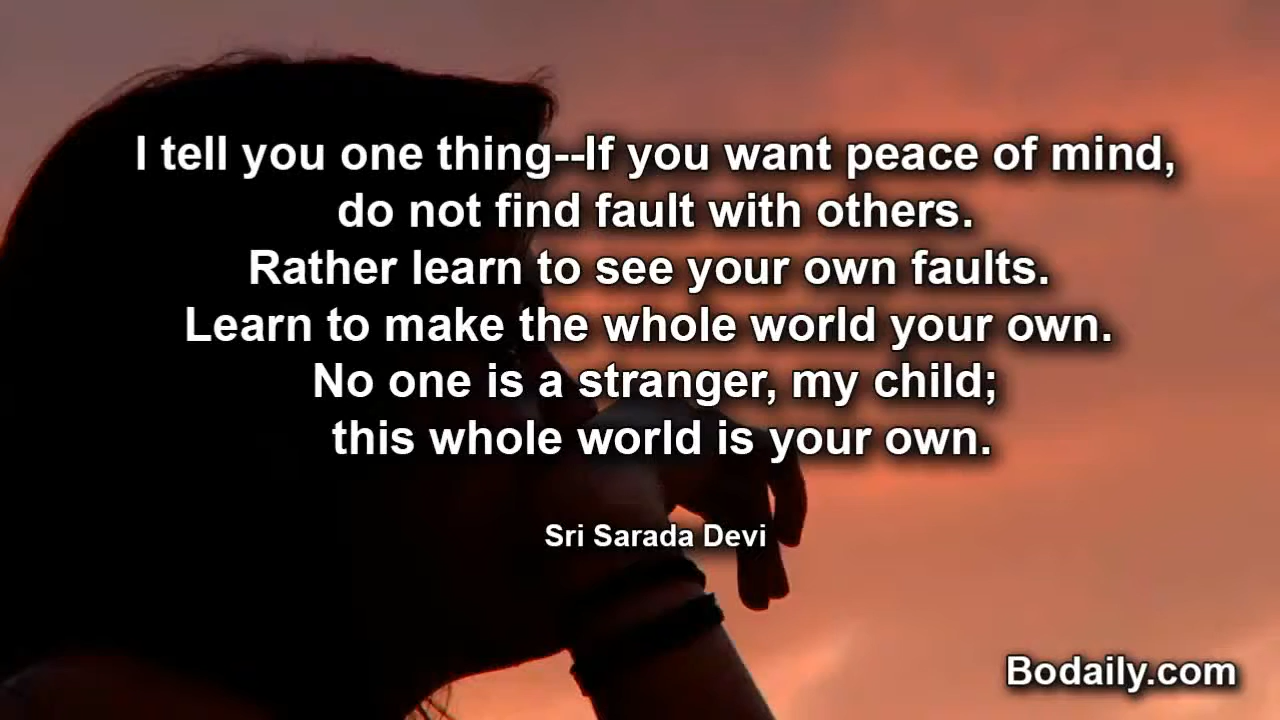 I tell you one thing--If you want peace of mind,
do not find fault with others.
Rather learn to see your own faults.
Learn to make the whole world your own.
No one is a stranger, my child;
this whole world is your own.
Sri Sarada Devi
Bodaily.com